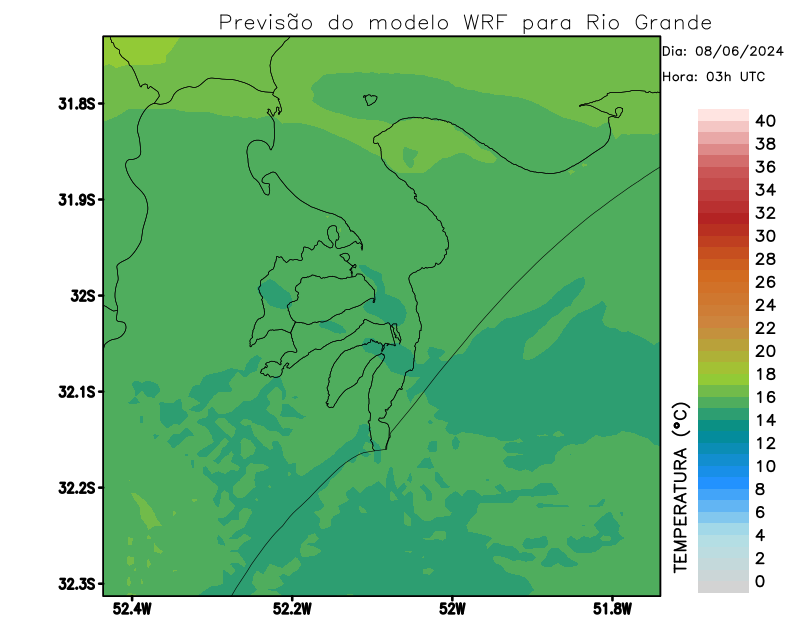 Previsão do modelo WRF para Rio Grande
Dia: 08/06/2024
Hora: 03h UTC
31.8S
31.9S
32S
32.1S
32.2S
32.3S
52.4W
52.2W
52W
51.8W
TEMPERATURA (°C)
40
38
36
34
32
30
28
26
24
22
20
18
16
14
12
10
8
6
4
2
0